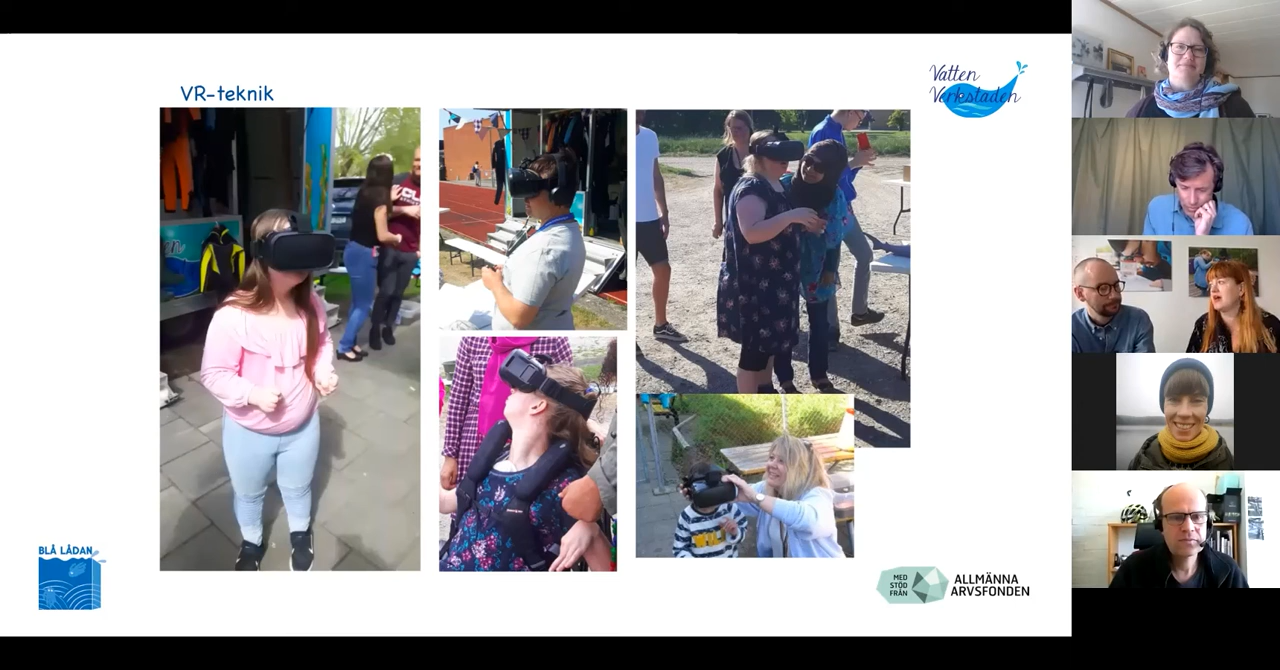 VR-teknik
Vatten
Verkstaden
BLÅ LÅDAN
MED
STÖD
FRÅN
ALLMÄNNA
ARVSFONDEN